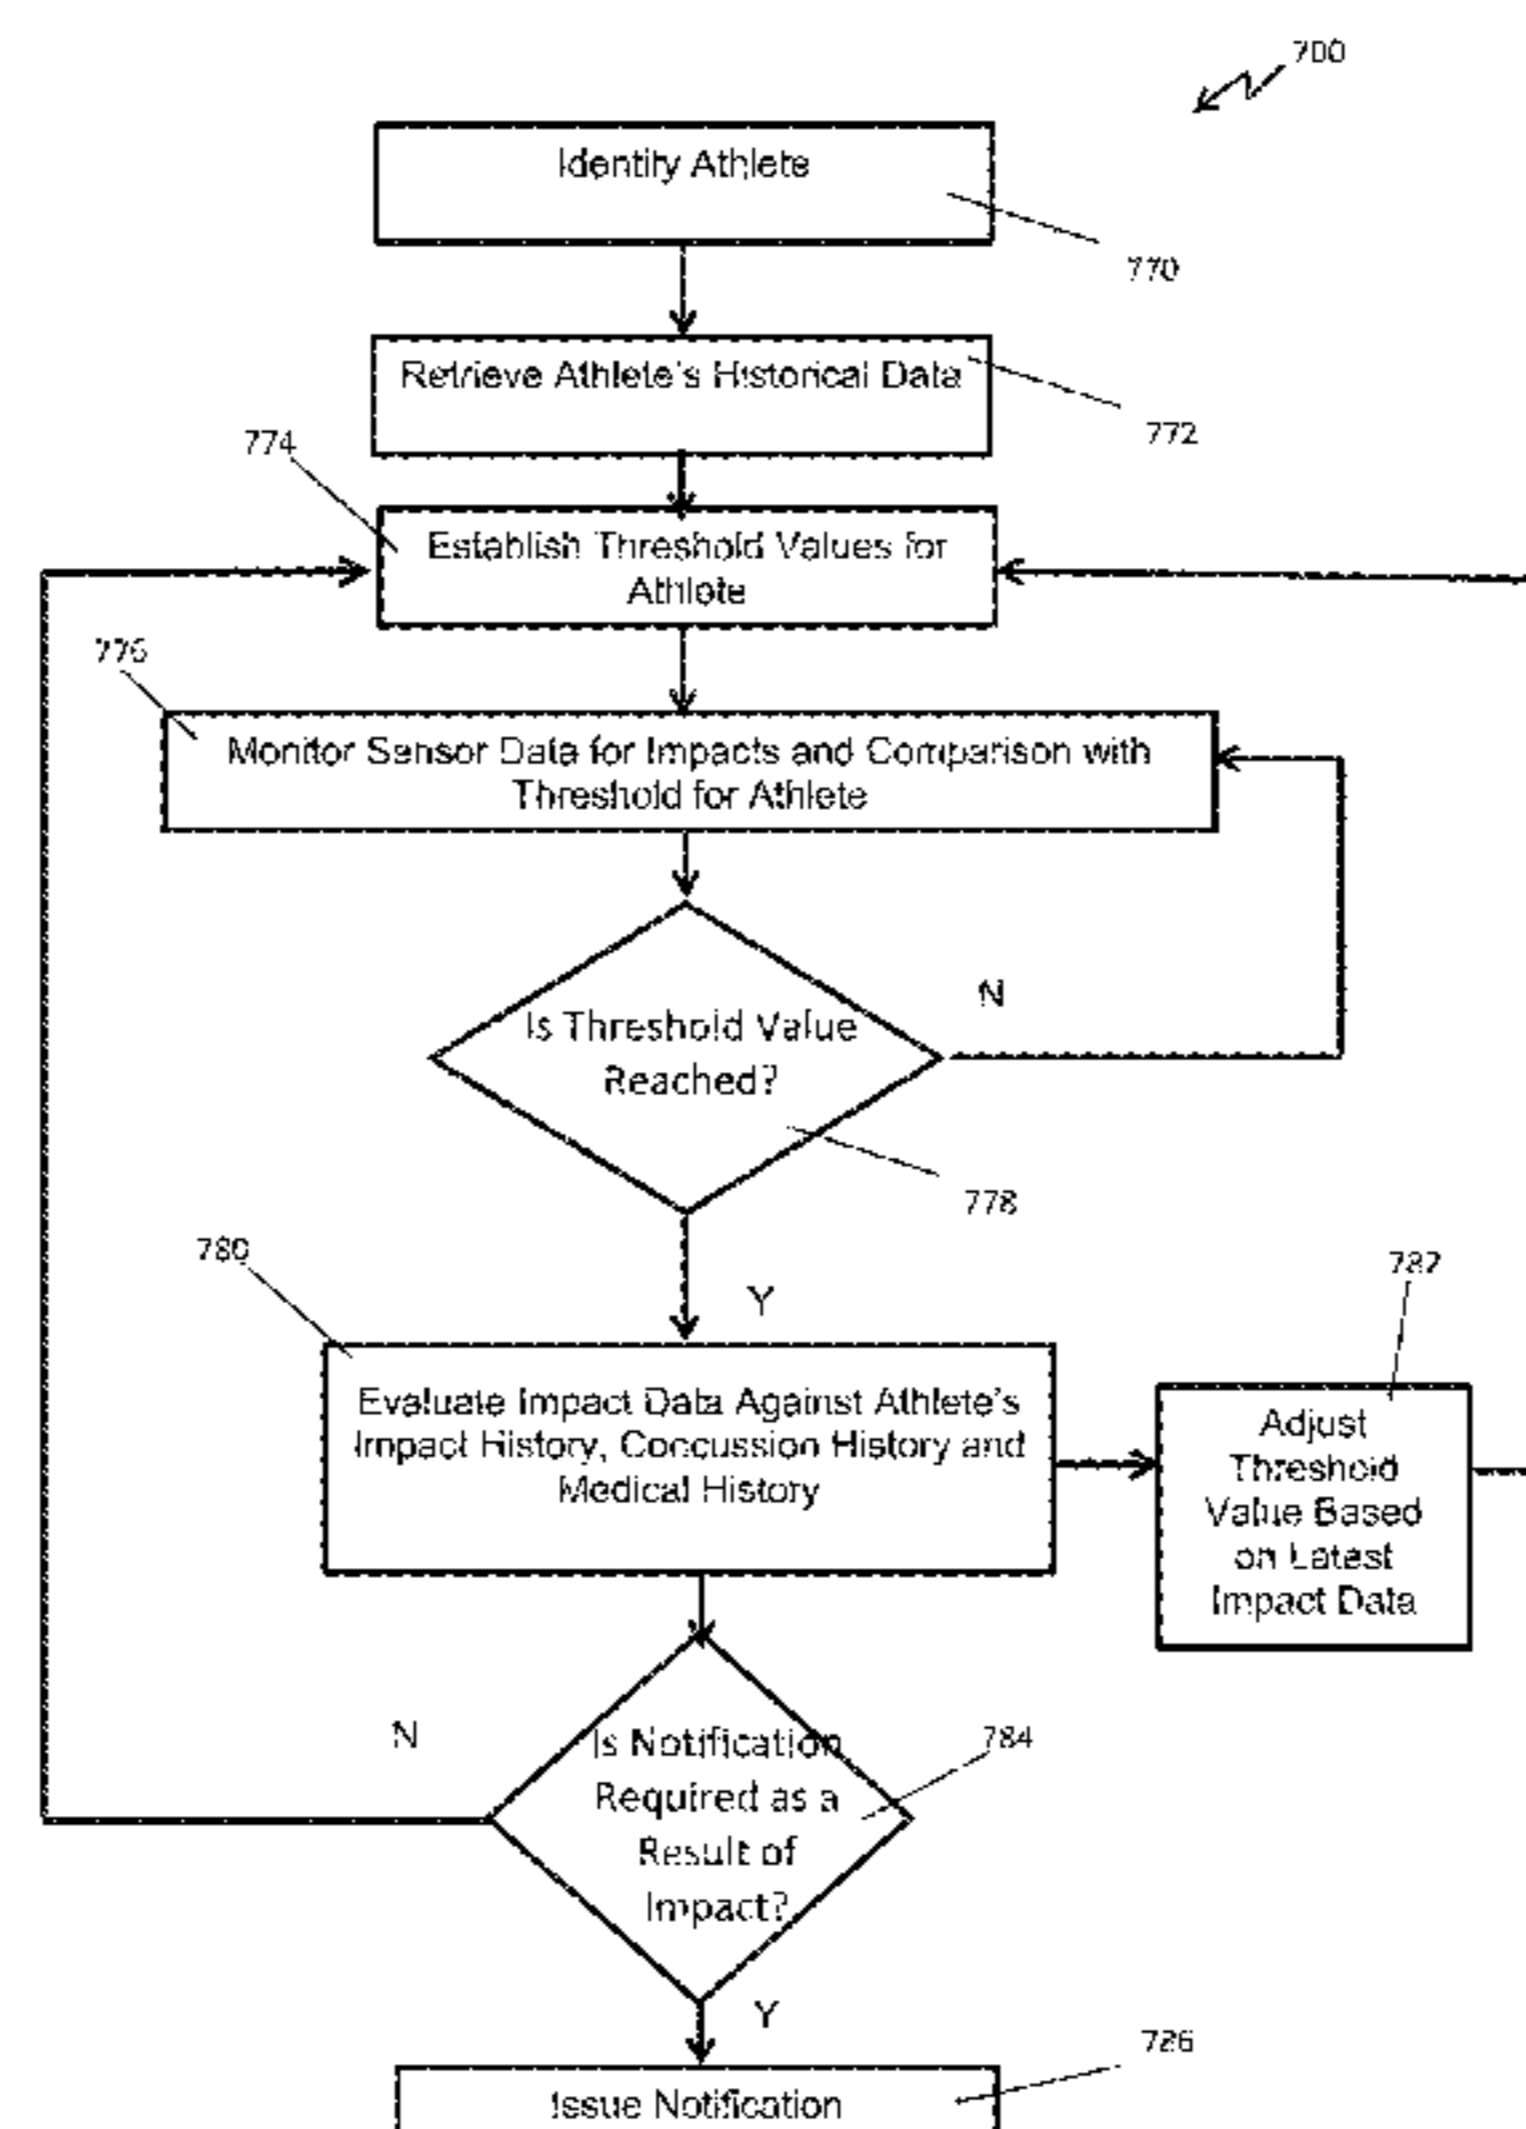 700
Identify Athlete
770
Retrieve Athlete's Historical Data
772
774
Establish Threshold Values for
Athlete
776
Monitor Sensor Data for Impacts and Comparison with
Threshold for Athlete
N
Is Threshold Value
Reached?
778
Y
780
782
Evaluate Impact Data Against Athlete's
Impact History, Concussion History and
Medical History
Adjust
Threshold
Value Based
on Latest
Impact Data
N
Is Notification
Required as a
Result of
Impact?
784
Y
786
Issue Notification